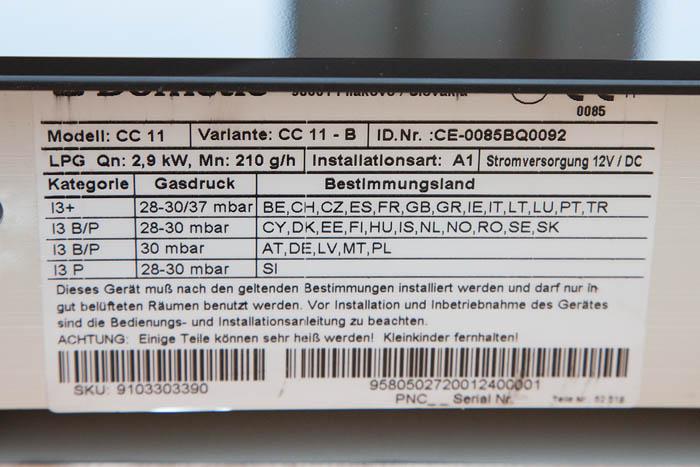 Modell: CC 11 Variante: CC 11 - B ID.Nr. :CE-0085BQ0092
0085
LPG Qn: 2,9 kW, Mn: 210 g/h Installationsart: A1 Stromversorgung 12V / DC
Kategorie Gasdruck Bestimmungsland
I3+ 28-30/37 mbar BE,CH,CZ,ES,FR,GB,GR,IE,IT,LT,LU,PT,TR
I3 B/P 28-30 mbar CY,DK,EE,FI,HU,IS,NL,NO,RO,SE,SK
I3 B/P 30 mbar AT,DE,LV,MT,PL
I3 P 28-30 mbar SI
Dieses Gerät muß nach den geltenden Bestimmungen installiert werden und darf nur in
gut belüfteten Räumen benutzt werden. Vor Installation und Inbetriebnahme des Gerätes
sind die Bedienungs- und Installationsanleitung zu beachten.
ACHTUNG: Einige Teile können sehr heiß werden! Kleinkinder fernhalten!
SKU: 9103303390
9580502720012400001
PNC_ _ Serial Nr.